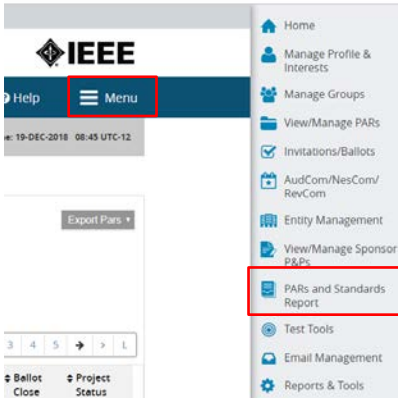 IEEE
Help
Menu
e: 19-DEC-2018 08:45 UTC-12
Export Pars
3 4 5 → > L
Ballot
Close
Project
Status
Home
Manage Profile &
Interests
Manage Groups
View/Manage PARs
Invitations/Ballots
AudCom/NesCom/
RevCom
Entity Management
View/Manage Sponsor
P&Ps
PARs and Standards
Report
Test Tools
Email Management
Reports & Tools